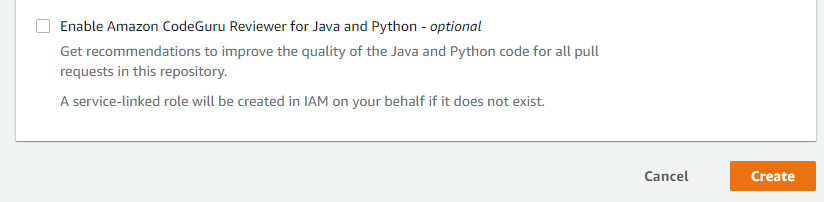 Enable Amazon CodeGuru Reviewer for Java and Python - optional
Get recommendations to improve the quality of the Java and Python code for all pull
requests in this repository.
A service-linked role will be created in IAM on your behalf if it does not exist.
Cancel
Create